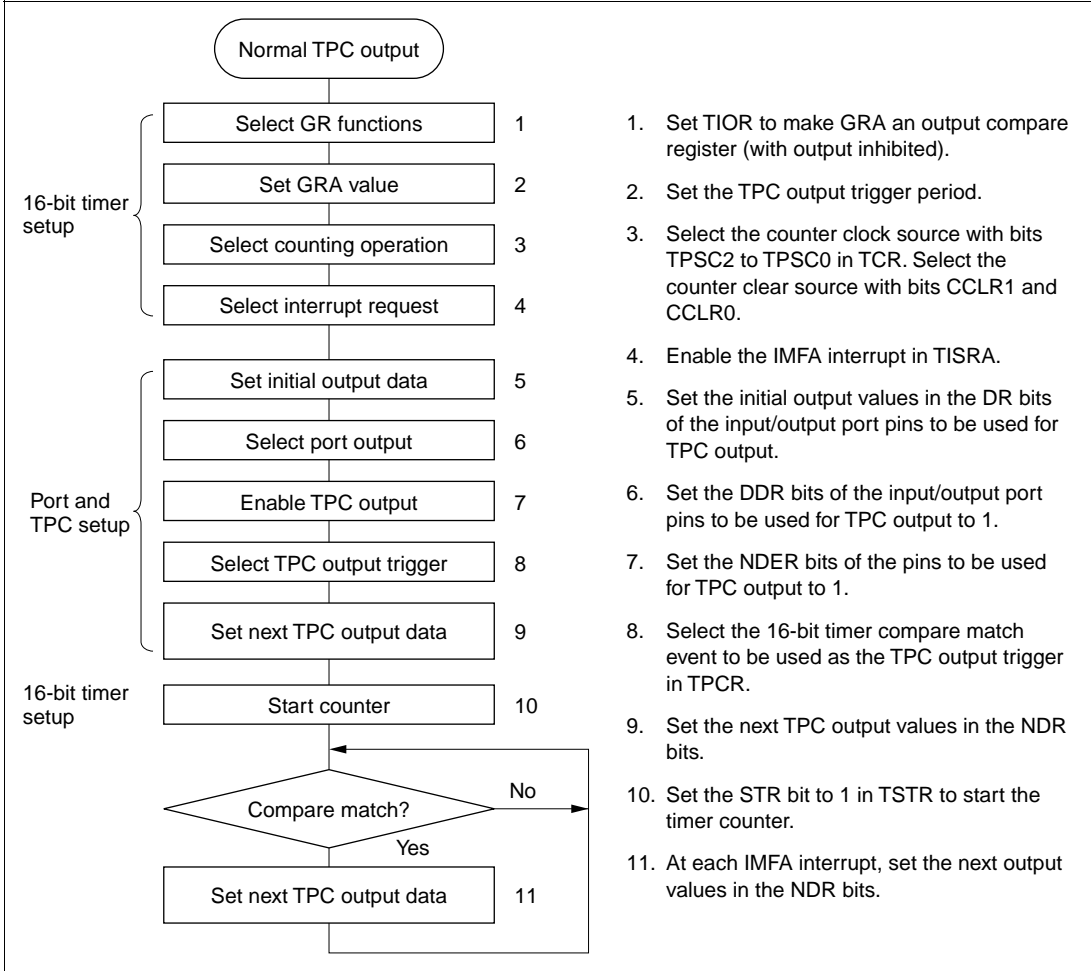 Normal TPC output
16-bit timer
setup
Select GR functions
1
Set GRA value
2
Select counting operation
3
Select interrupt request
4
Port and
TPC setup
Set initial output data
5
Select port output
6
Enable TPC output
7
Select TPC output trigger
8
Set next TPC output data
9
16-bit timer
setup
Start counter
10
Compare match?
No
Yes
Set next TPC output data
11
1. Set TIOR to make GRA an output compare
register (with output inhibited).
2. Set the TPC output trigger period.
3. Select the counter clock source with bits
TPSC2 to TPSC0 in TCR. Select the
counter clear source with bits CCLR1 and
CCLR0.
4. Enable the IMFA interrupt in TISRA.
5. Set the initial output values in the DR bits
of the input/output port pins to be used for
TPC output.
6. Set the DDR bits of the input/output port
pins to be used for TPC output to 1.
7. Set the NDER bits of the pins to be used
for TPC output to 1.
8. Select the 16-bit timer compare match
event to be used as the TPC output trigger
in TPCR.
9. Set the next TPC output values in the NDR
bits.
10. Set the STR bit to 1 in TSTR to start the
timer counter.
11. At each IMFA interrupt, set the next output
values in the NDR bits.